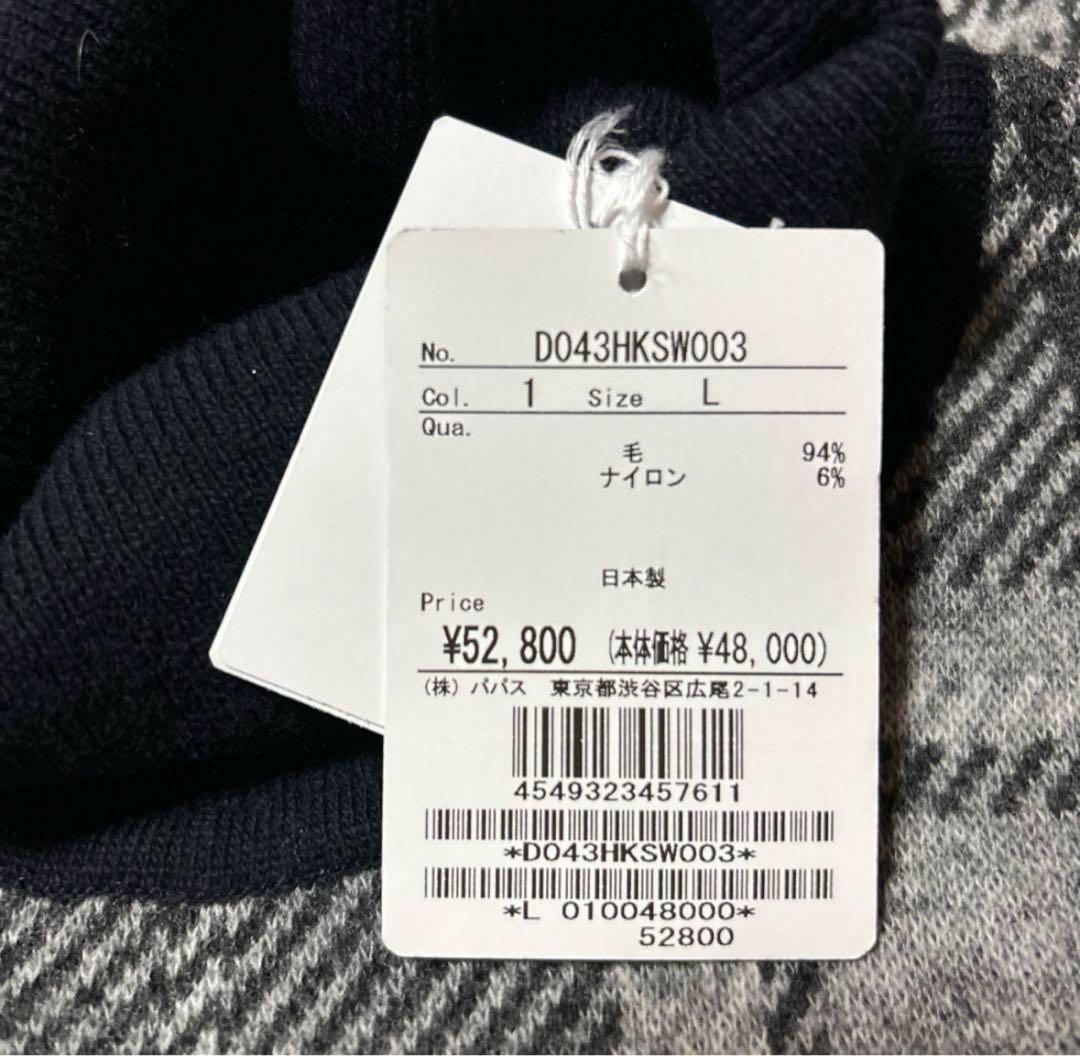 No. D043HKSW003
Col. 1 Size L
Qua.
毛 94%
ナイロン 6%
日本製
Price
¥52,800 (本体価格 ¥48,000)
(株) パパス 東京都渋谷区広尾2-1-14
4549323457611
*D043HKSW003*
*L 010048000*
52800